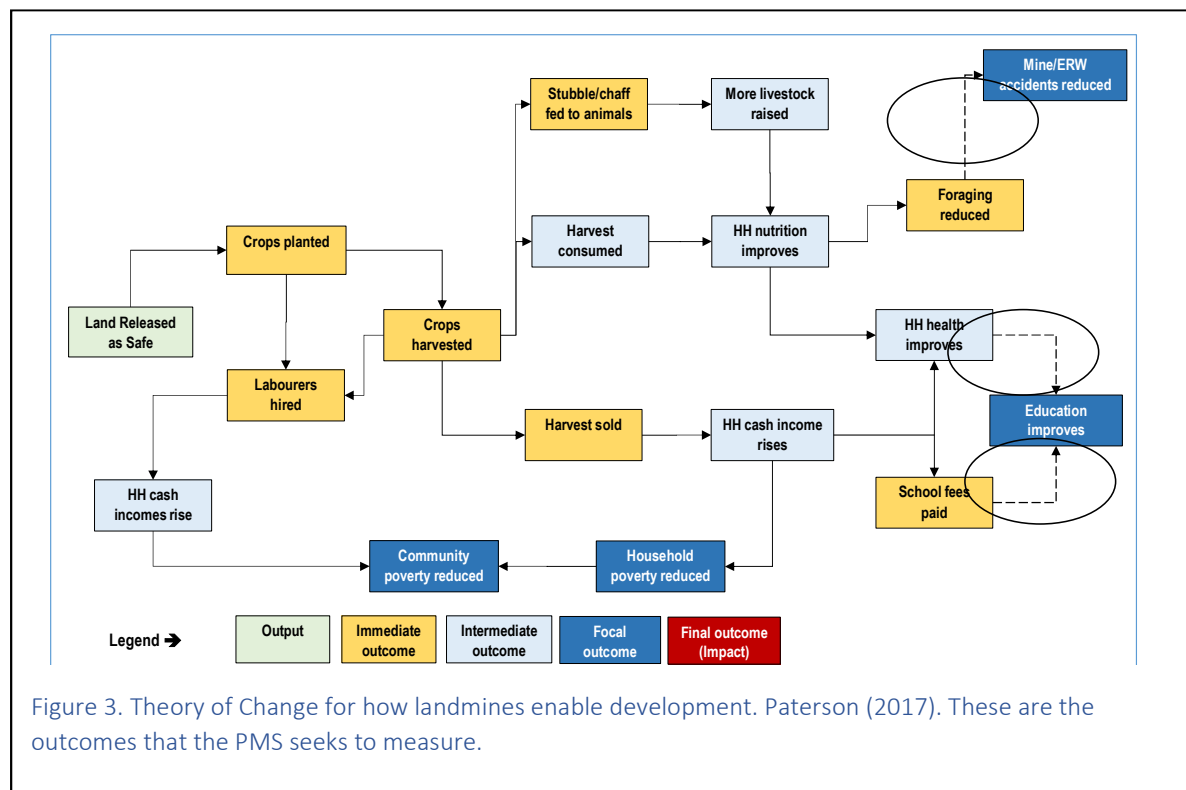 Mine/ERW
accidents reduced
Stubble/chaff
fed to animals
More livestock
raised
Foraging
reduced
Crops planted
Harvest
consumed
HH nutrition
improves
Land Released
as Safe
Crops
harvested
HH health
improves
Labourers
hired
Harvest sold
HH cash income
rises
Education
improves
School fees
paid
HH cash
incomes rise
Community
poverty reduced
Household
poverty reduced
Legend ➔
Output
Immediate
outcome
Intermediate
outcome
Focal
outcome
Final outcome
(Impact)
Figure 3. Theory of Change for how landmines enable development. Paterson (2017). These are the
outcomes that the PMS seeks to measure.